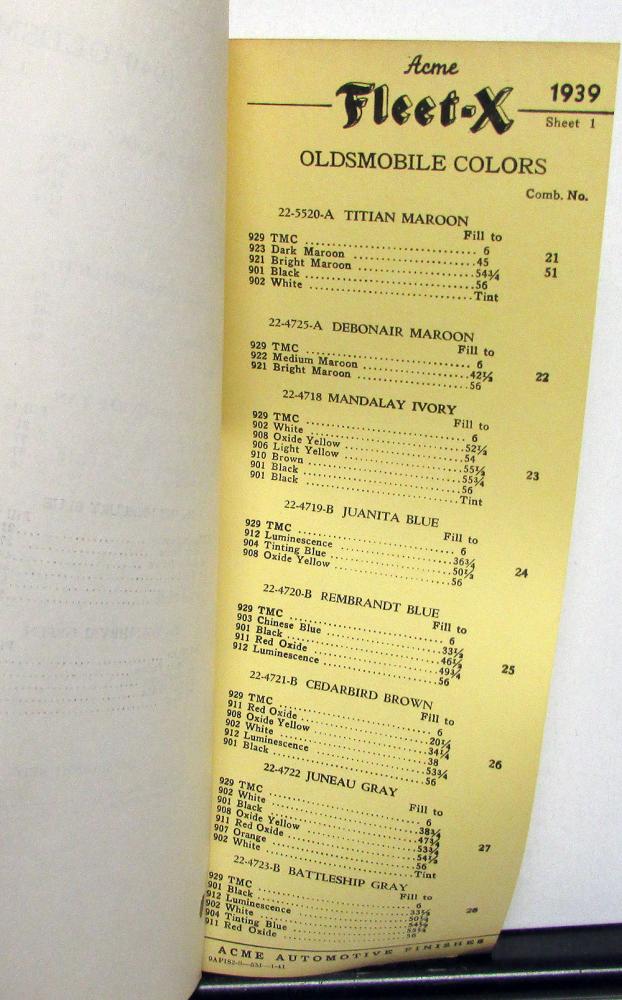 Acme
Fleet-X
1939
Sheet 1
OLDSMOBILE COLORS
Comb. No.
22-5520-A TITIAN MAROON
Fill to
929 TMC 6
923 Dark Maroon 45 21
921 Bright Maroon 54¾ 51
901 Black 56
902 White Tint
22-4725-A DEBONAIR MAROON
Fill to
929 TMC 6
922 Medium Maroon 42½ 22
921 Bright Maroon 56
22-4718 MANDALAY IVORY
Fill to
929 TMC 6
902 White 52½
908 Oxide Yellow 54
906 Light Yellow 55½ 23
910 Brown 55¾
901 Black 56
901 Black Tint
22-4719-B JUANITA BLUE
Fill to
929 TMC 6
912 Luminescence 36¾
904 Tinting Blue 24
908 Oxide Yellow 56
22-4720-B REMBRANDT BLUE
Fill to
929 TMC 6
903 Chinese Blue
901 Black 25
911 Red Oxide 49¾
912 Luminescence 56
22-4721-B CEDARBIRD BROWN
Fill to
929 TMC 6
911 Red Oxide 20¼
908 Oxide Yellow 34¼
902 White 38 26
912 Luminescence 53¾
901 Black 56
22-4722 JUNEAU GRAY
Fill to
929 TMC 6
902 White 38¾
901 Black 47¾
908 Oxide Yellow 53¾ 27
911 Red Oxide
907 Orange 56
902 White Tint
22-4723-B BATTLESHIP GRAY
Fill to
929 TMC 6
901 Black
912 Luminescence 28
902 White
904 Tinting Blue
911 Red Oxide 56
ACME AUTOMOTIVE FINISHES